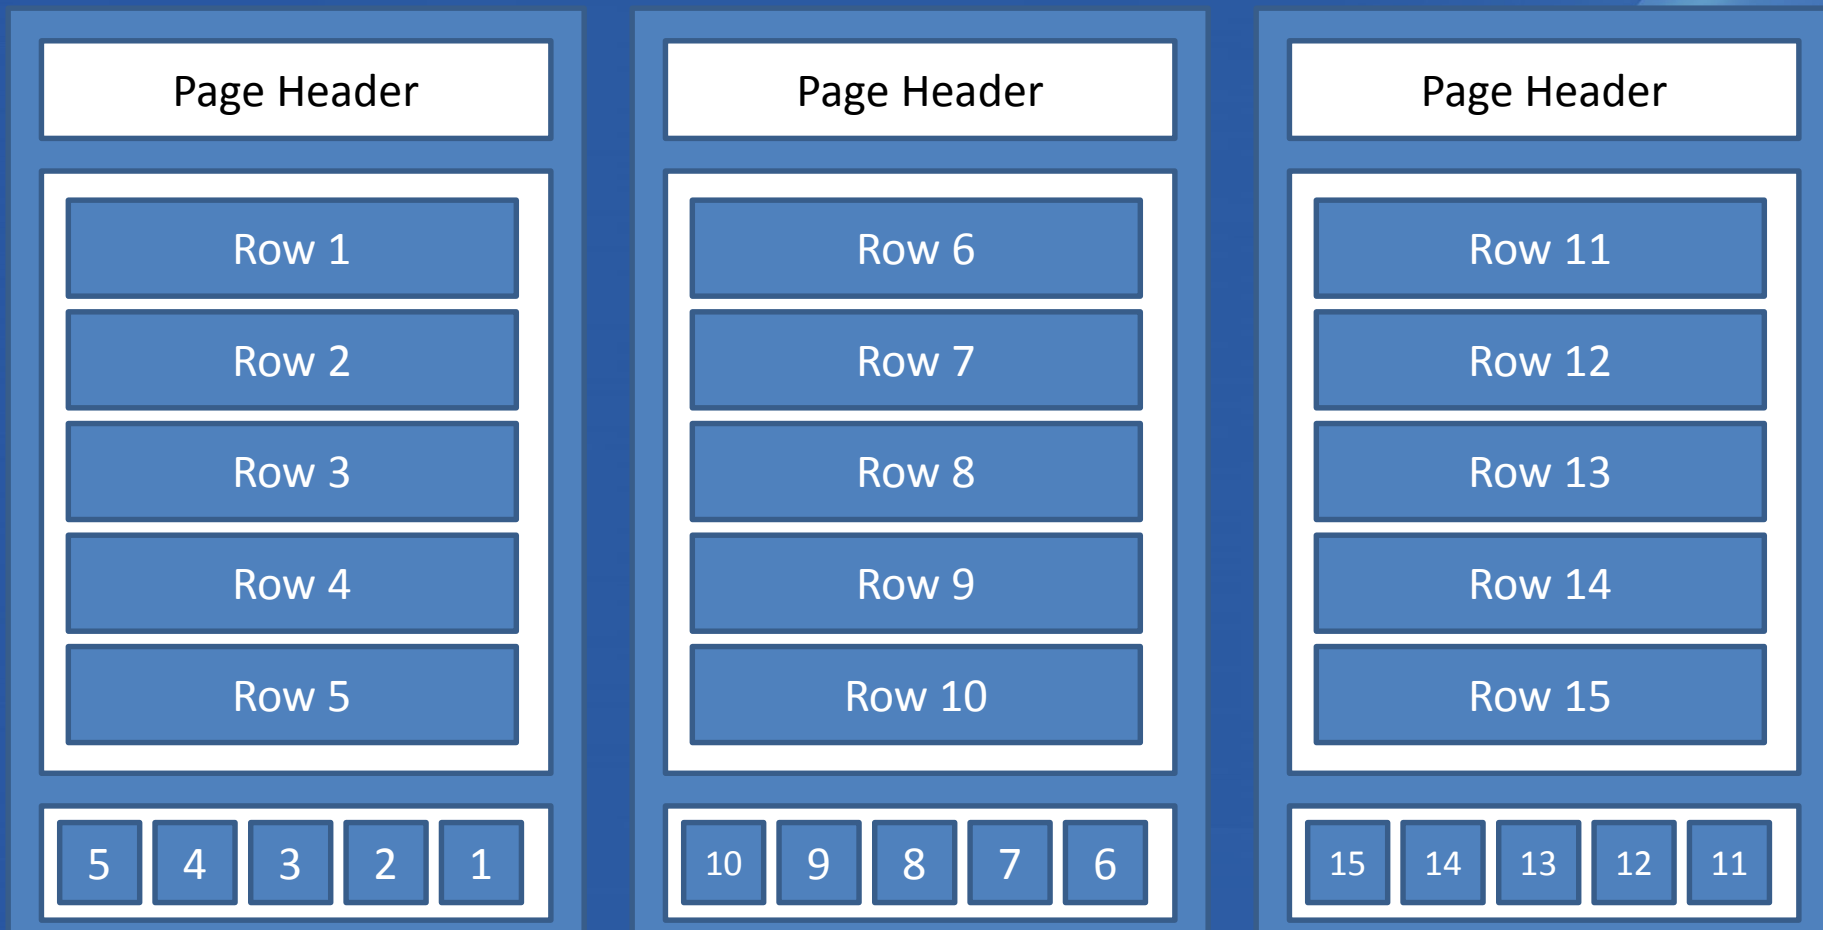 Page Header
Row 1
Row 2
Row 3
Row 4
Row 5
5 4 3 2 1
Page Header
Row 6
Row 7
Row 8
Row 9
Row 10
10 9 8 7 6
Page Header
Row 11
Row 12
Row 13
Row 14
Row 15
15 14 13 12 11